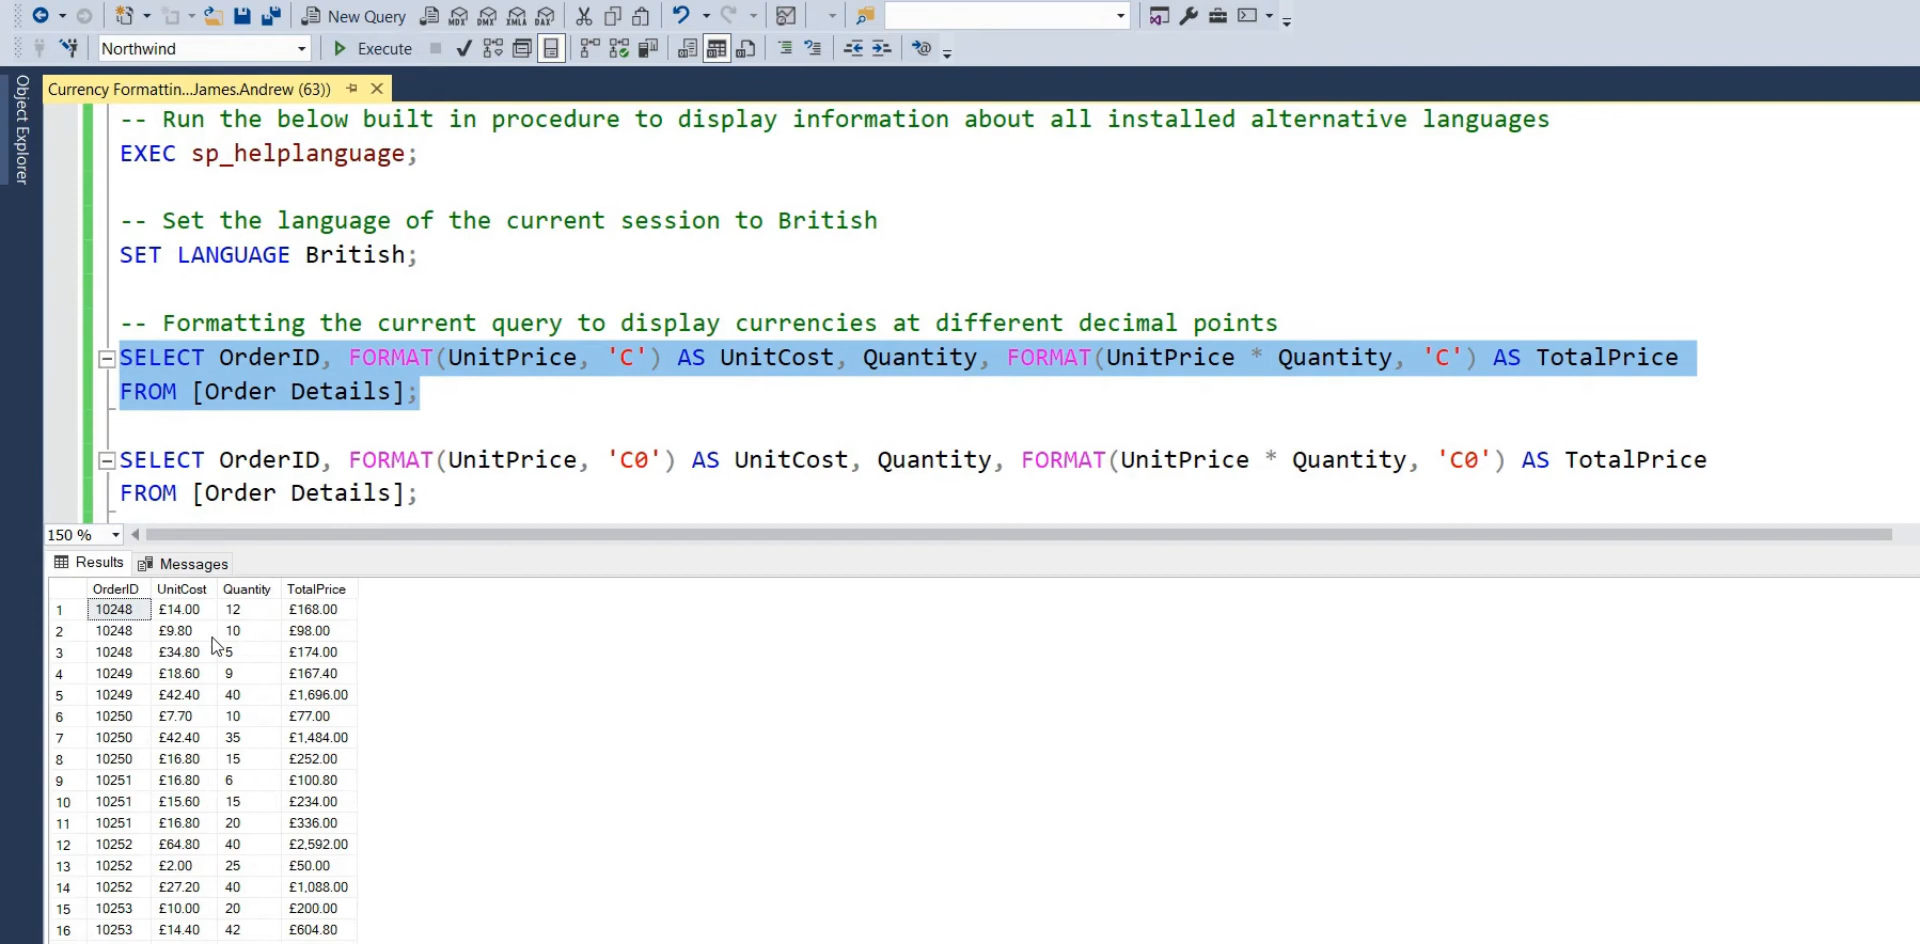 New Query MDX DMX XMLA DAX
Northwind Execute
Object Explorer
Currency Formattin...James.Andrew (63))
-- Run the below built in procedure to display information about all installed alternative languages
EXEC sp_helplanguage;
-- Set the language of the current session to British
SET LANGUAGE British;
-- Formatting the current query to display currencies at different decimal points
SELECT OrderID, FORMAT(UnitPrice, 'C') AS UnitCost, Quantity, FORMAT(UnitPrice * Quantity, 'C') AS TotalPrice
FROM [Order Details];
SELECT OrderID, FORMAT(UnitPrice, 'C0') AS UnitCost, Quantity, FORMAT(UnitPrice * Quantity, 'C0') AS TotalPrice
FROM [Order Details];
150 %
Results Messages
OrderID UnitCost Quantity TotalPrice
1 10248 £14.00 12 £168.00
2 10248 £9.80 10 £98.00
3 10248 £34.80 5 £174.00
4 10249 £18.60 9 £167.40
5 10249 £42.40 40 £1,696.00
6 10250 £7.70 10 £77.00
7 10250 £42.40 35 £1,484.00
8 10250 £16.80 15 £252.00
9 10251 £16.80 6 £100.80
10 10251 £15.60 15 £234.00
11 10251 £16.80 20 £336.00
12 10252 £64.80 40 £2,592.00
13 10252 £2.00 25 £50.00
14 10252 £27.20 40 £1,088.00
15 10253 £10.00 20 £200.00
16 10253 £14.40 42 £604.80